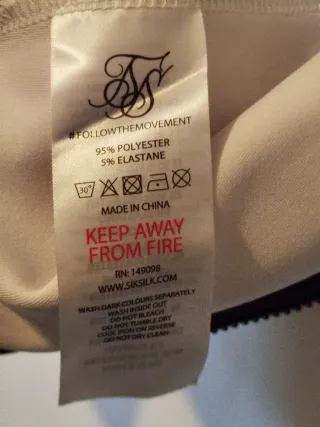 #FOLLOWTHEMOVEMENT
95% POLYESTER
5% ELASTANE
30°
MADE IN CHINA
KEEP AWAY
FROM FIRE
RN: 149098
WWW.SIKSILK.COM
WASH DARK COLOURS SEPARATELY
WASH INSIDE OUT
DO NOT BLEACH
DO NOT TUMBLE DRY
COOL IRON ON REVERSE
DO NOT DRY CLEAN